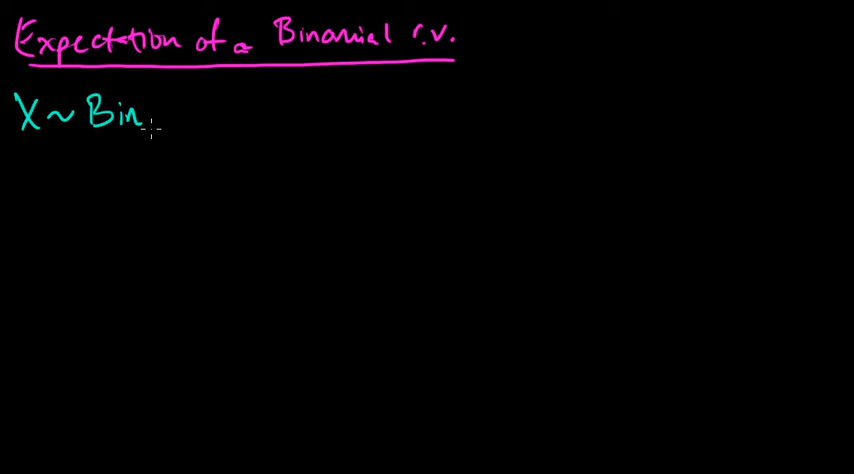 Expectation of a Binomial r.v.
X ~ Bin